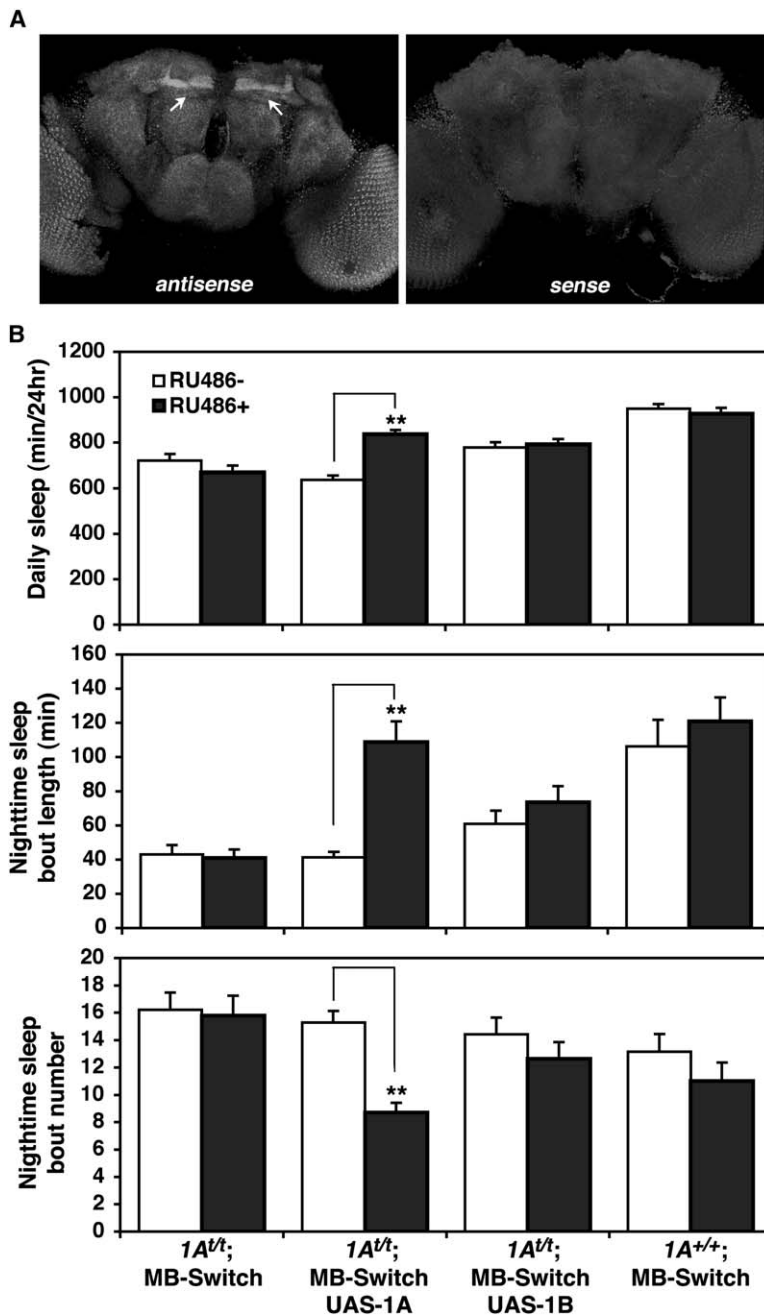 A
antisense
sense
B
Daily sleep (min/24hr)
1200
1000
800
600
400
200
0
RU486-
RU486+
**
Nighttime sleep
bout length (min)
160
140
120
100
80
60
40
20
0
**
Nigthtime sleep
bout number
20
18
16
14
12
10
8
6
4
2
0
**
1A^t/t;
MB-Switch
1A^t/t;
MB-Switch
UAS-1A
1A^t/t;
MB-Switch
UAS-1B
1A^+/+;
MB-Switch